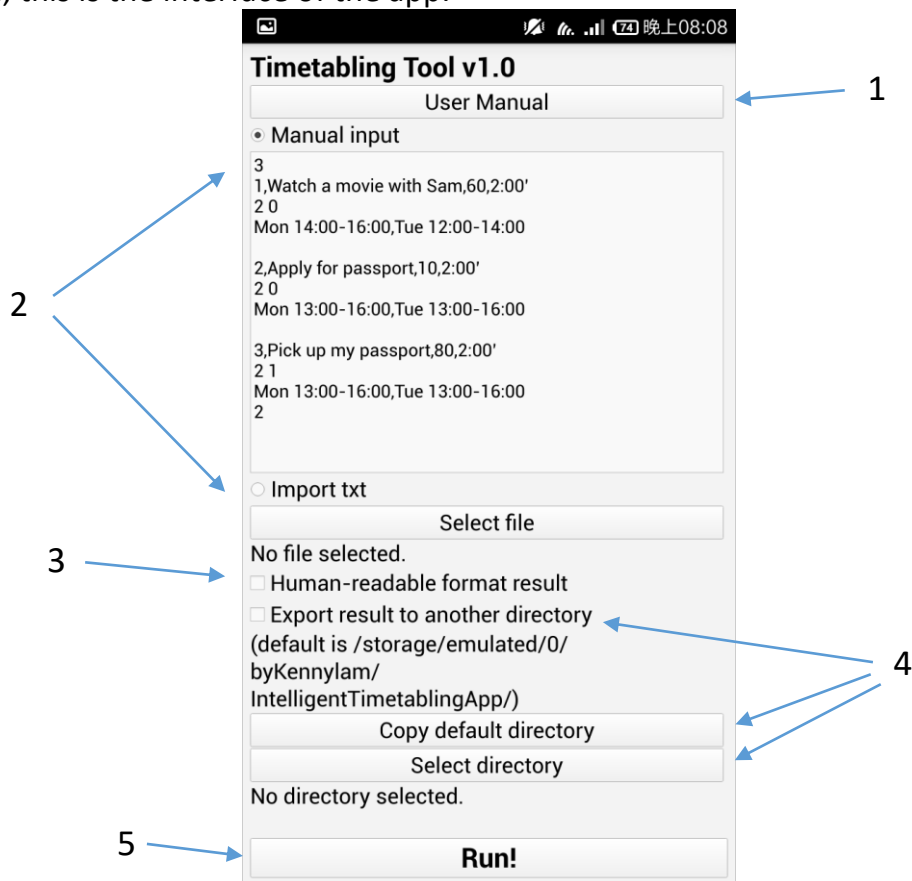 this is the interface of the app.
74 晚上08:08
Timetabling Tool v1.0
User Manual
1
Manual input
3
1,Watch a movie with Sam,60,2:00'
2 0
Mon 14:00-16:00,Tue 12:00-14:00
2,Apply for passport,10,2:00'
2 0
Mon 13:00-16:00,Tue 13:00-16:00
2
3,Pick up my passport,80,2:00'
2 1
Mon 13:00-16:00,Tue 13:00-16:00
2
Import txt
Select file
No file selected.
3
Human-readable format result
Export result to another directory
(default is /storage/emulated/0/
byKennylam/
IntelligentTimetablingApp/)
4
Copy default directory
Select directory
No directory selected.
5
Run!